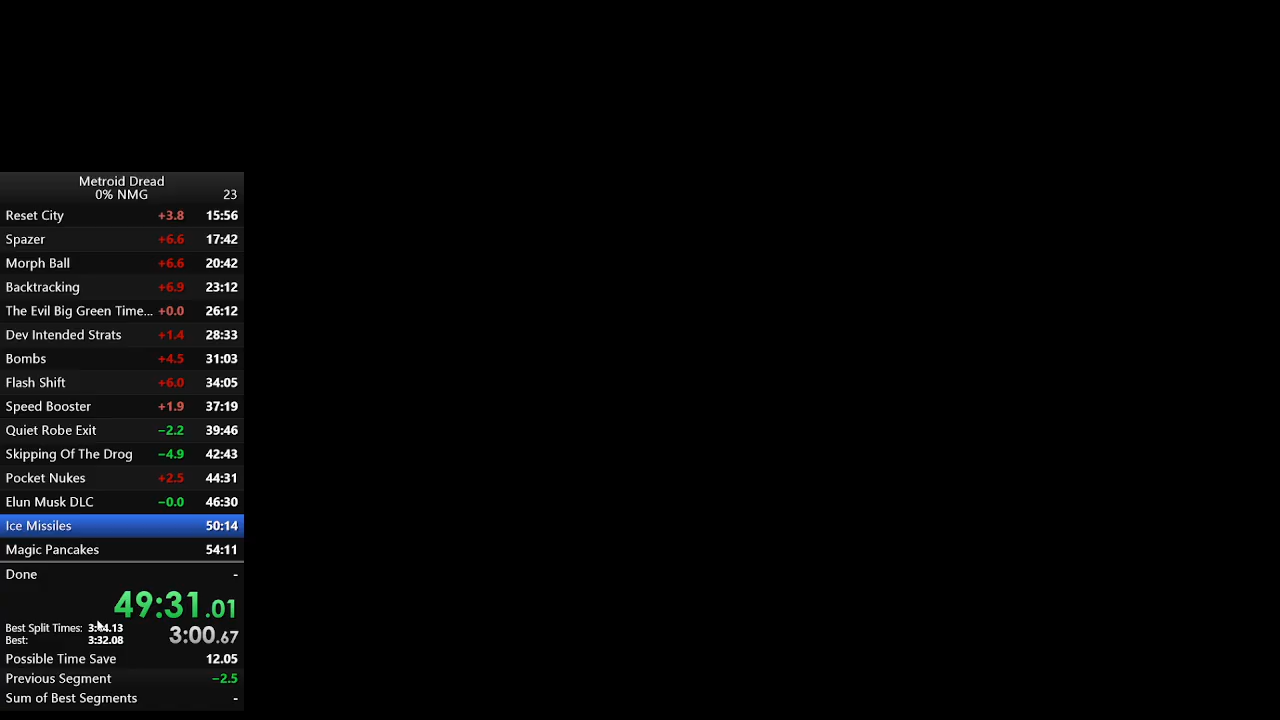 Metroid Dread
0% NMG 23
Reset City +3.8 15:56
Spazer +6.6 17:42
Morph Ball +6.6 20:42
Backtracking +6.9 23:12
The Evil Big Green Time... +0.0 26:12
Dev Intended Strats +1.4 28:33
Bombs +4.5 31:03
Flash Shift +6.0 34:05
Speed Booster +1.9 37:19
Quiet Robe Exit −2.2 39:46
Skipping Of The Drog −4.9 42:43
Pocket Nukes +2.5 44:31
Elun Musk DLC −0.0 46:30
Ice Missiles 50:14
Magic Pancakes 54:11
Done -
49:31.01
Best Split Times: 3:44.13
Best: 3:32.08
3:00.67
Possible Time Save 12.05
Previous Segment −2.5
Sum of Best Segments -